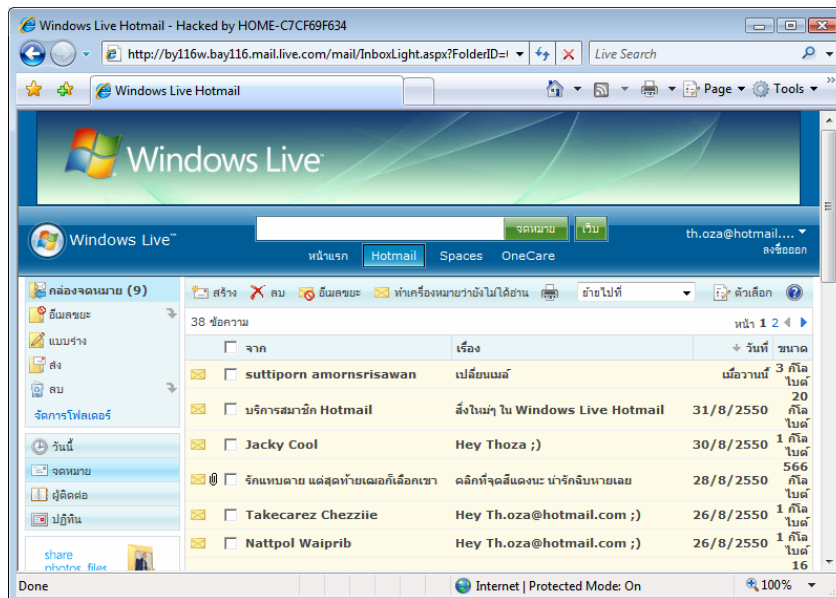 Windows Live Hotmail - Hacked by HOME-C7CF69F634
http://by116w.bay116.mail.live.com/mail/InboxLight.aspx?FolderID=
Live Search
Windows Live Hotmail
Page
Tools
Windows Live
Windows Live™
จดหมาย
เว็บ
th.oza@hotmail....
ลงชื่อออก
หน้าแรก
Hotmail
Spaces
OneCare
กล่องจดหมาย (9)
อีเมลขยะ
แบบร่าง
ส่ง
ลบ
จัดการโฟลเดอร์
วันนี้
จดหมาย
ผู้ติดต่อ
ปฏิทิน
share
photos files
สร้าง ลบ อีเมลขยะ ทำเครื่องหมายว่ายังไม่ได้อ่าน ย้ายไปที่ ตัวเลือก
38 ข้อความ
หน้า 1 2
จาก เรื่อง วันที่ ขนาด
suttiporn amornsrisawan เปลี่ยนเมล์ เมื่อวานนี้ 3 กิโลไบต์
บริการสมาชิก Hotmail สิ่งใหม่ๆ ใน Windows Live Hotmail 31/8/2550 20 กิโลไบต์
Jacky Cool Hey Thoza ;) 30/8/2550 1 กิโลไบต์
รักแทบตาย แต่สุดท้ายเฌอก็เลือกเขา คลิกที่จุดสีแดงนะ น่ารักฉิบหายเลย 28/8/2550 566 กิโลไบต์
Takecarez Chezziie Hey Th.oza@hotmail.com ;) 26/8/2550 1 กิโลไบต์
Nattpol Waiprib Hey Th.oza@hotmail.com ;) 26/8/2550 1 กิโลไบต์
16
Done
Internet | Protected Mode: On
100%